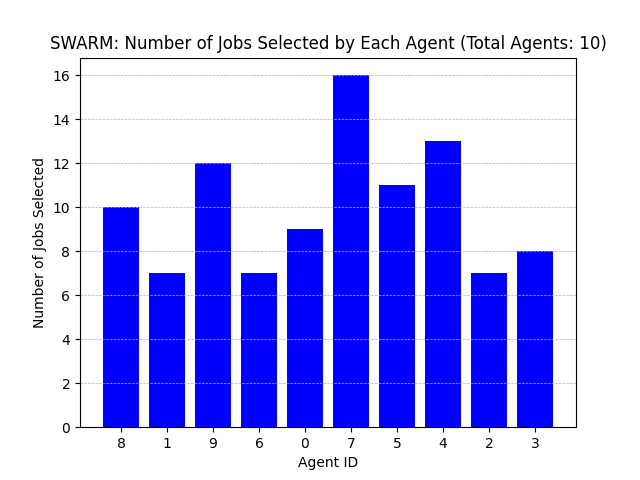 SWARM: Number of Jobs Selected by Each Agent (Total Agents: 10)
16
14
12
10
8
6
4
2
0
Number of Jobs Selected
8 1 9 6 0 7 5 4 2 3
Agent ID